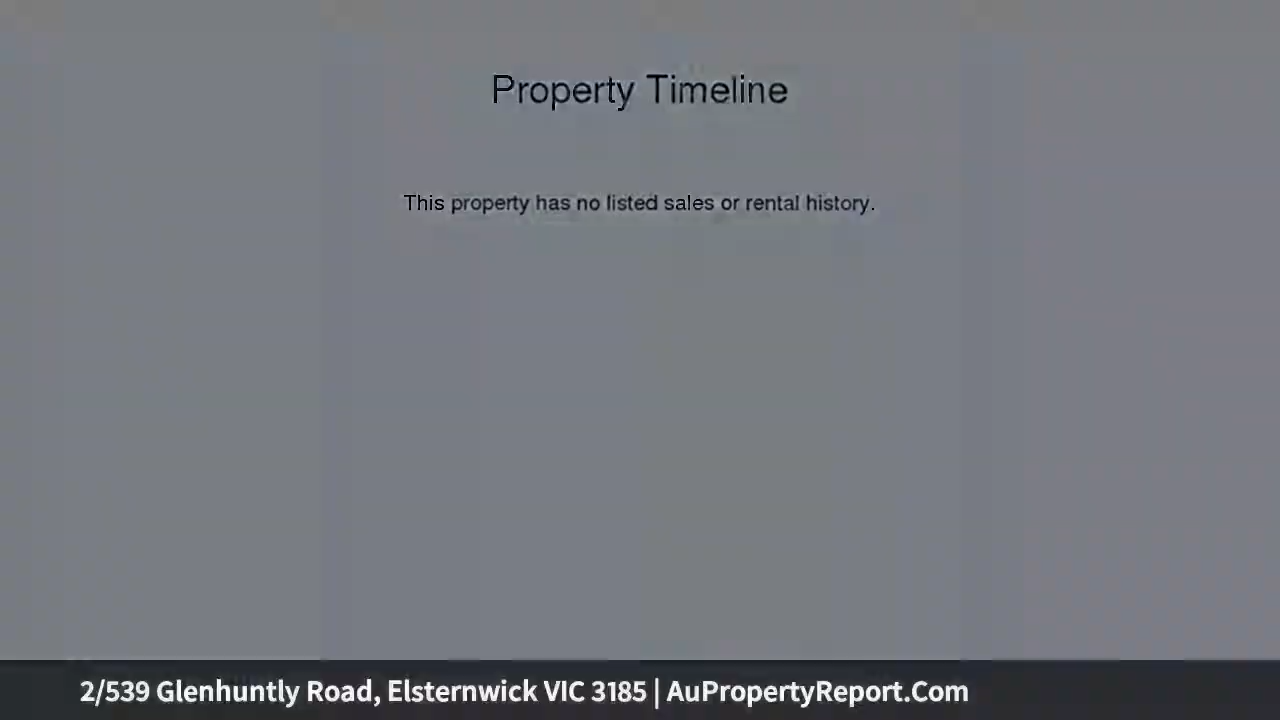 Property Timeline
This property has no listed sales or rental history.
2/539 Glenhuntly Road, Elsternwick VIC 3185 | AuPropertyReport.Com